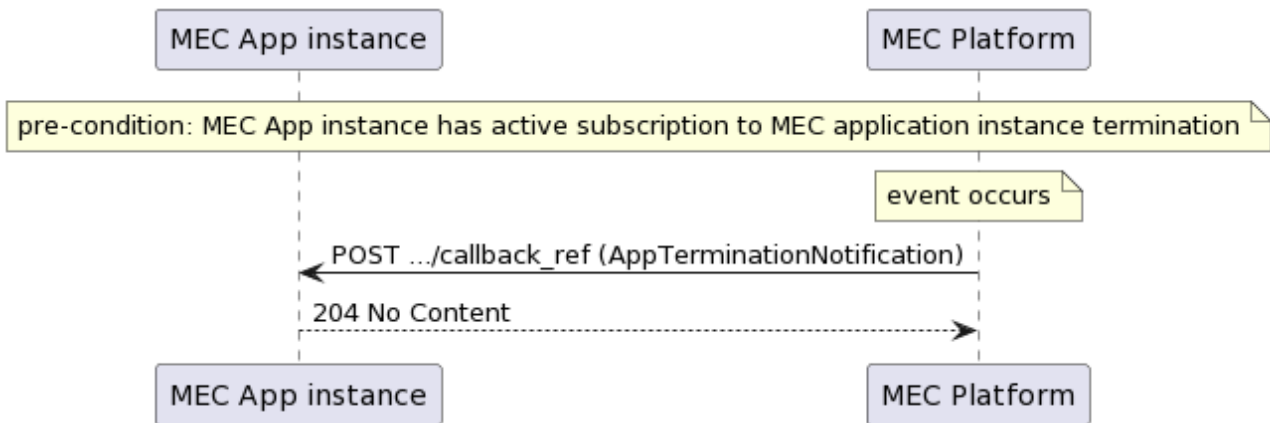 MEC App instance
MEC Platform
pre-condition: MEC App instance has active subscription to MEC application instance termination
event occurs
POST .../callback_ref (AppTerminationNotification)
204 No Content
MEC App instance
MEC Platform